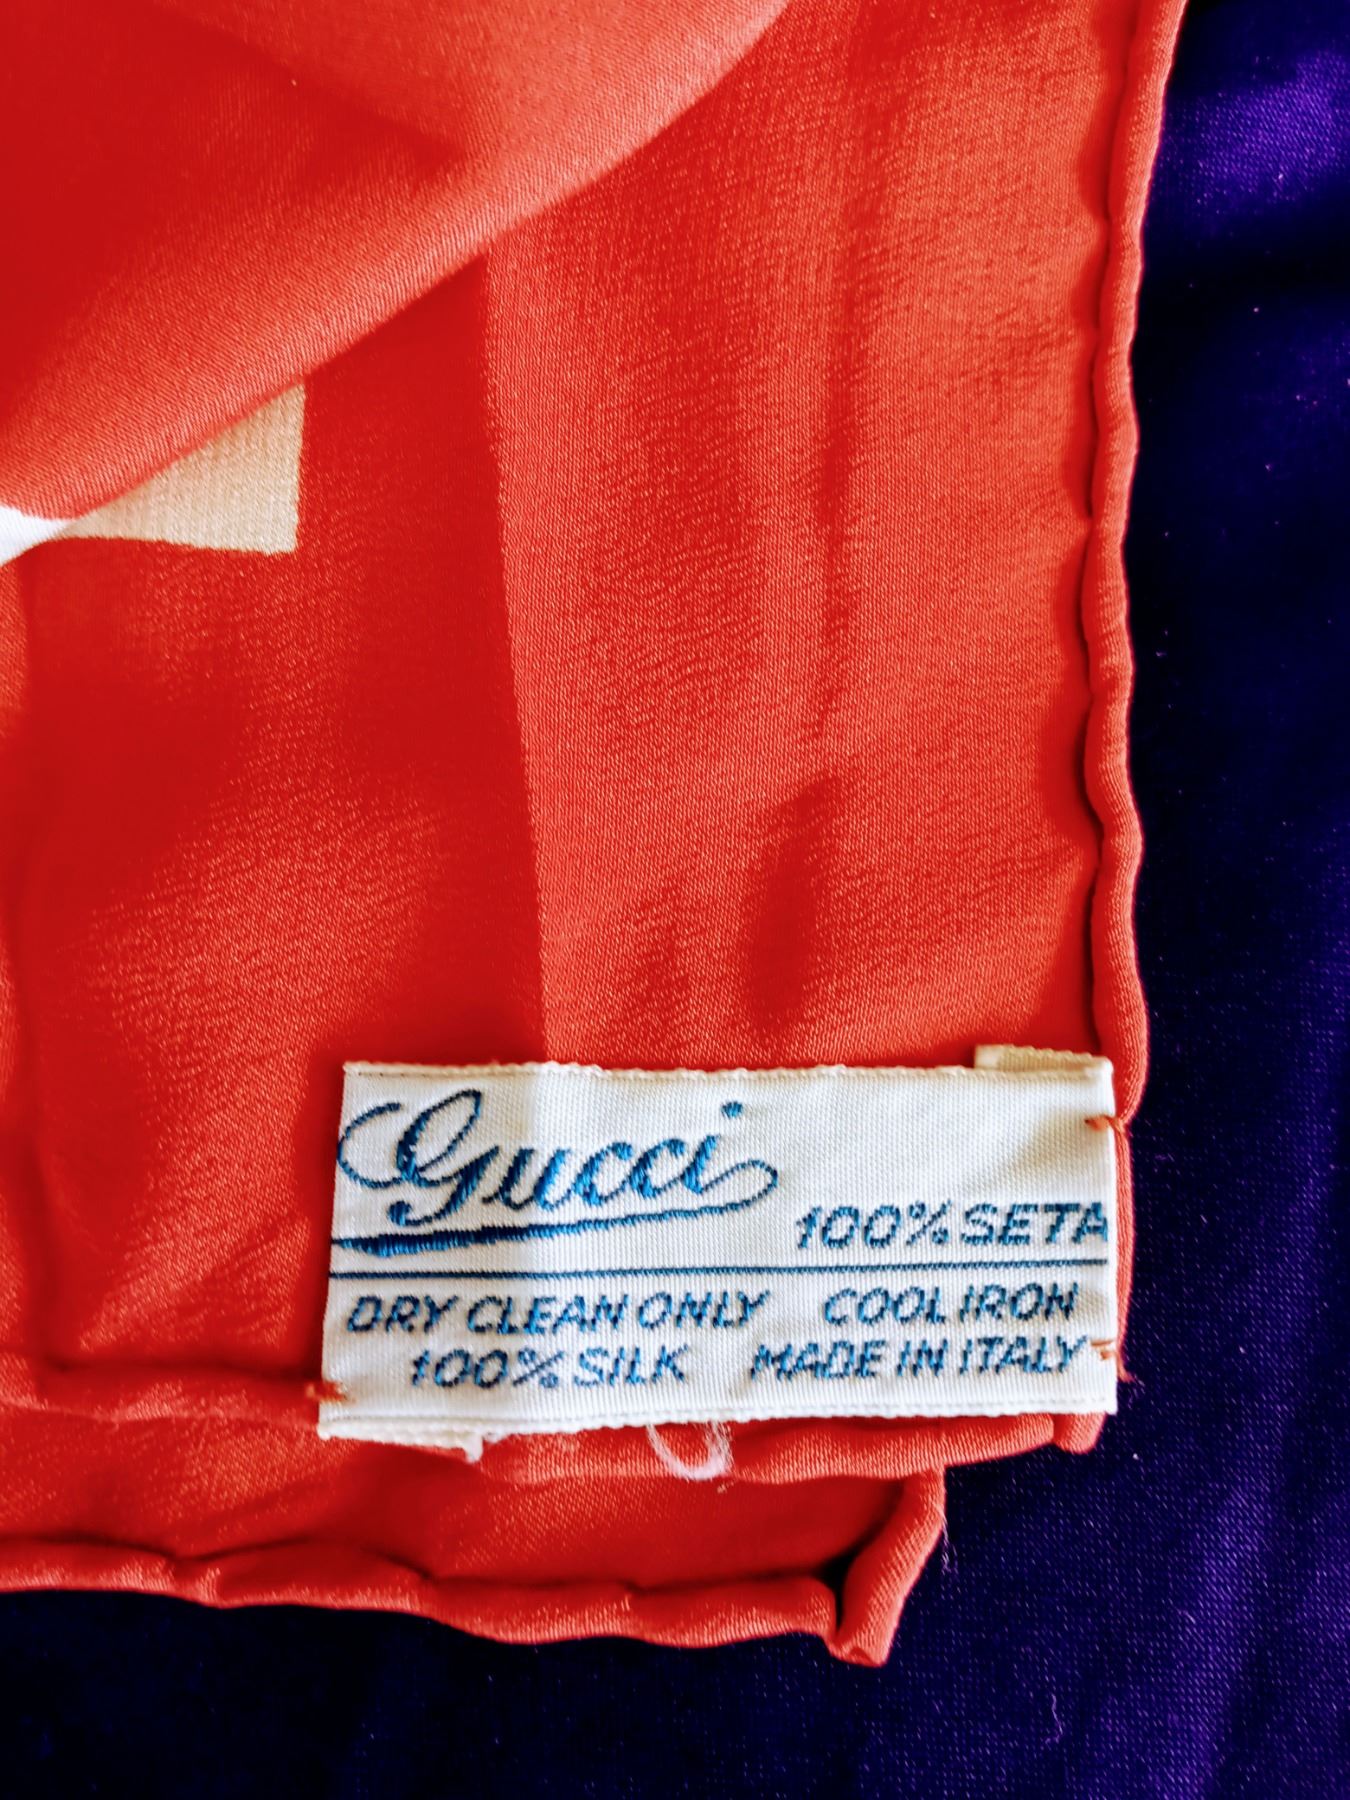 Gucci
100% SETA
DRY CLEAN ONLY COOL IRON
100% SILK MADE IN ITALY